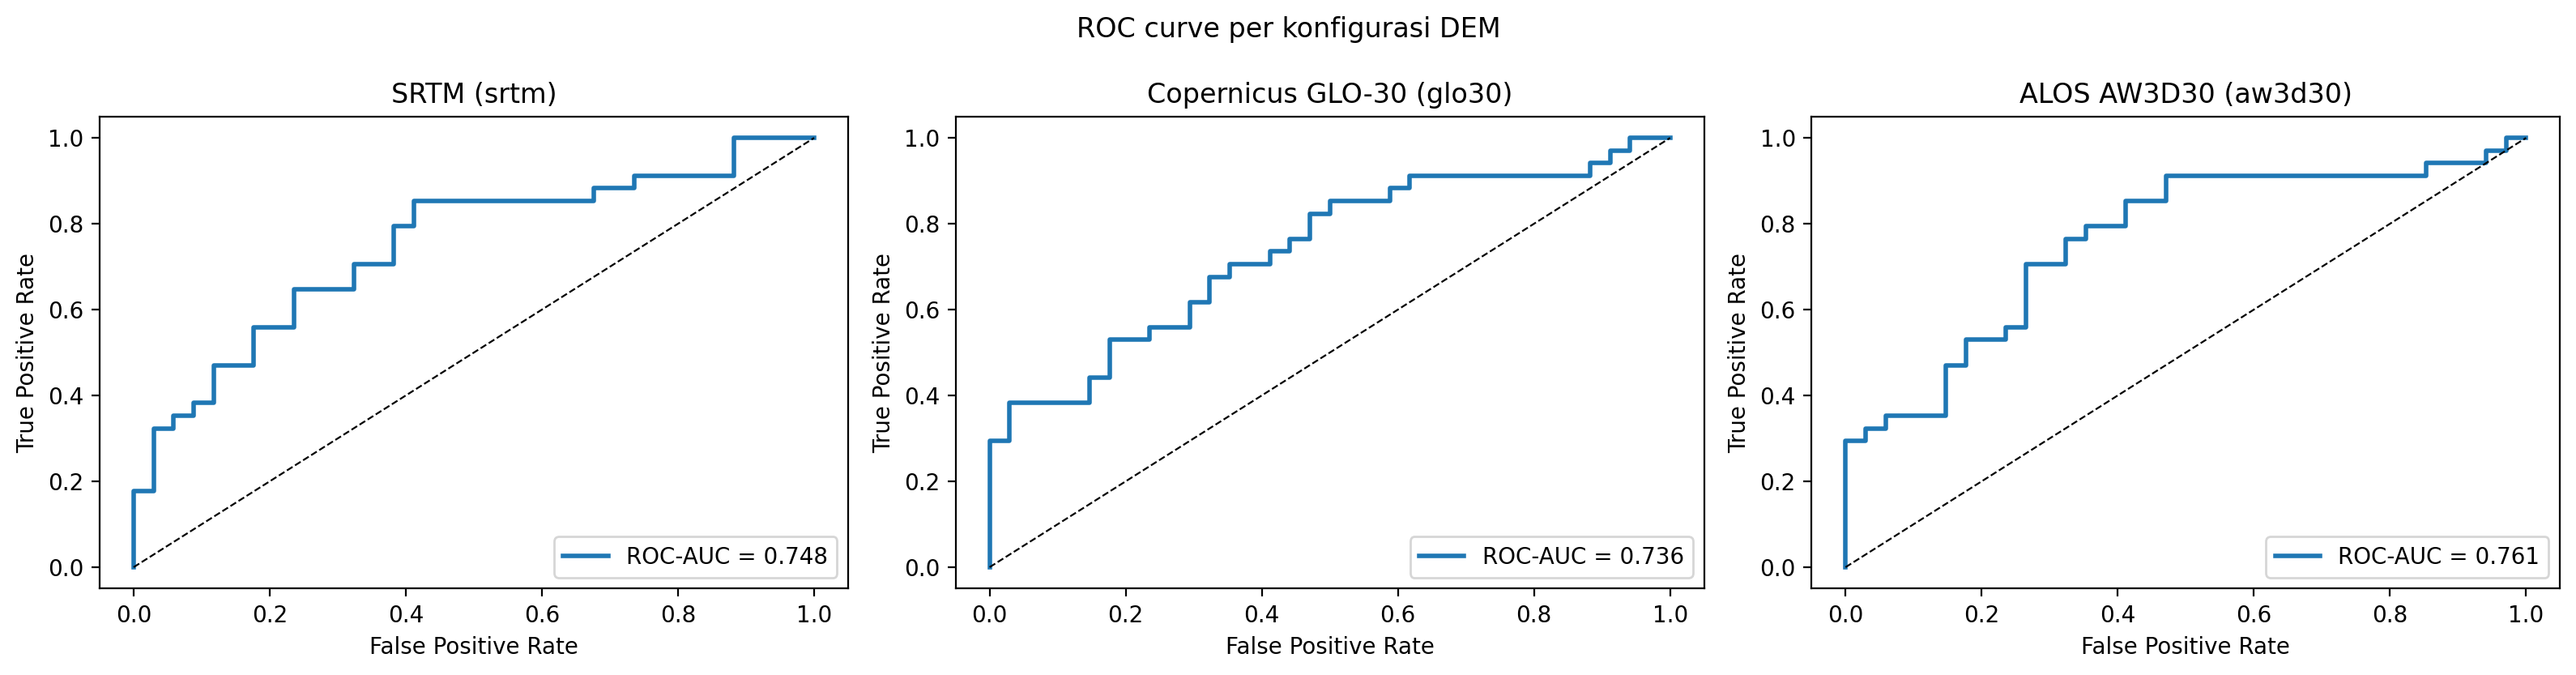 ROC curve per konfigurasi DEM
SRTM (srtm)
1.0
0.8
0.6
0.4
0.2
0.0
True Positive Rate
0.0 0.2 0.4 0.6 0.8 1.0
False Positive Rate
ROC-AUC = 0.748
Copernicus GLO-30 (glo30)
1.0
0.8
0.6
0.4
0.2
0.0
True Positive Rate
0.0 0.2 0.4 0.6 0.8 1.0
False Positive Rate
ROC-AUC = 0.736
ALOS AW3D30 (aw3d30)
1.0
0.8
0.6
0.4
0.2
0.0
True Positive Rate
0.0 0.2 0.4 0.6 0.8 1.0
False Positive Rate
ROC-AUC = 0.761